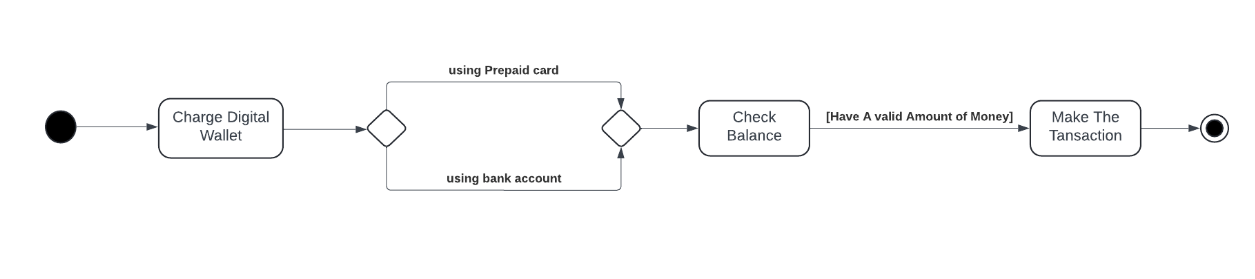 using Prepaid card
Charge Digital
Wallet
Check
Balance
[Have A valid Amount of Money]
Make The
Tansaction
using bank account